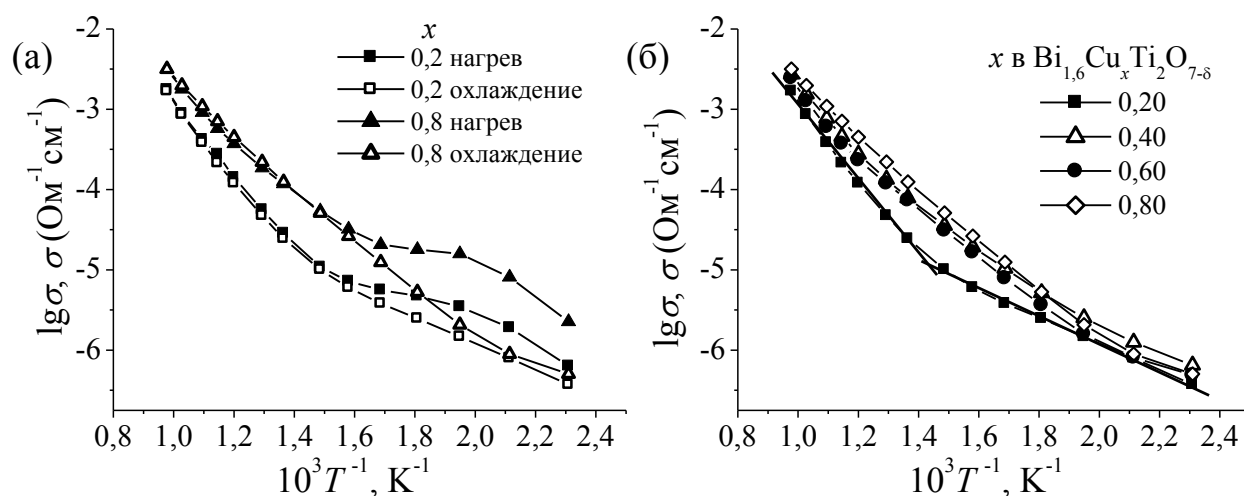 (а)
-2
-3
-4
-5
-6
lgσ, σ (Ом⁻¹см⁻¹)
x
0,2 нагрев
0,2 охлаждение
0,8 нагрев
0,8 охлаждение
0,8 1,0 1,2 1,4 1,6 1,8 2,0 2,2 2,4
10³T⁻¹, K⁻¹
(б)
-2
-3
-4
-5
-6
lgσ, σ (Ом⁻¹см⁻¹)
x в Bi₁,₆CuₓTi₂O₇₋δ
0,20
0,40
0,60
0,80
0,8 1,0 1,2 1,4 1,6 1,8 2,0 2,2 2,4
10³T⁻¹, K⁻¹